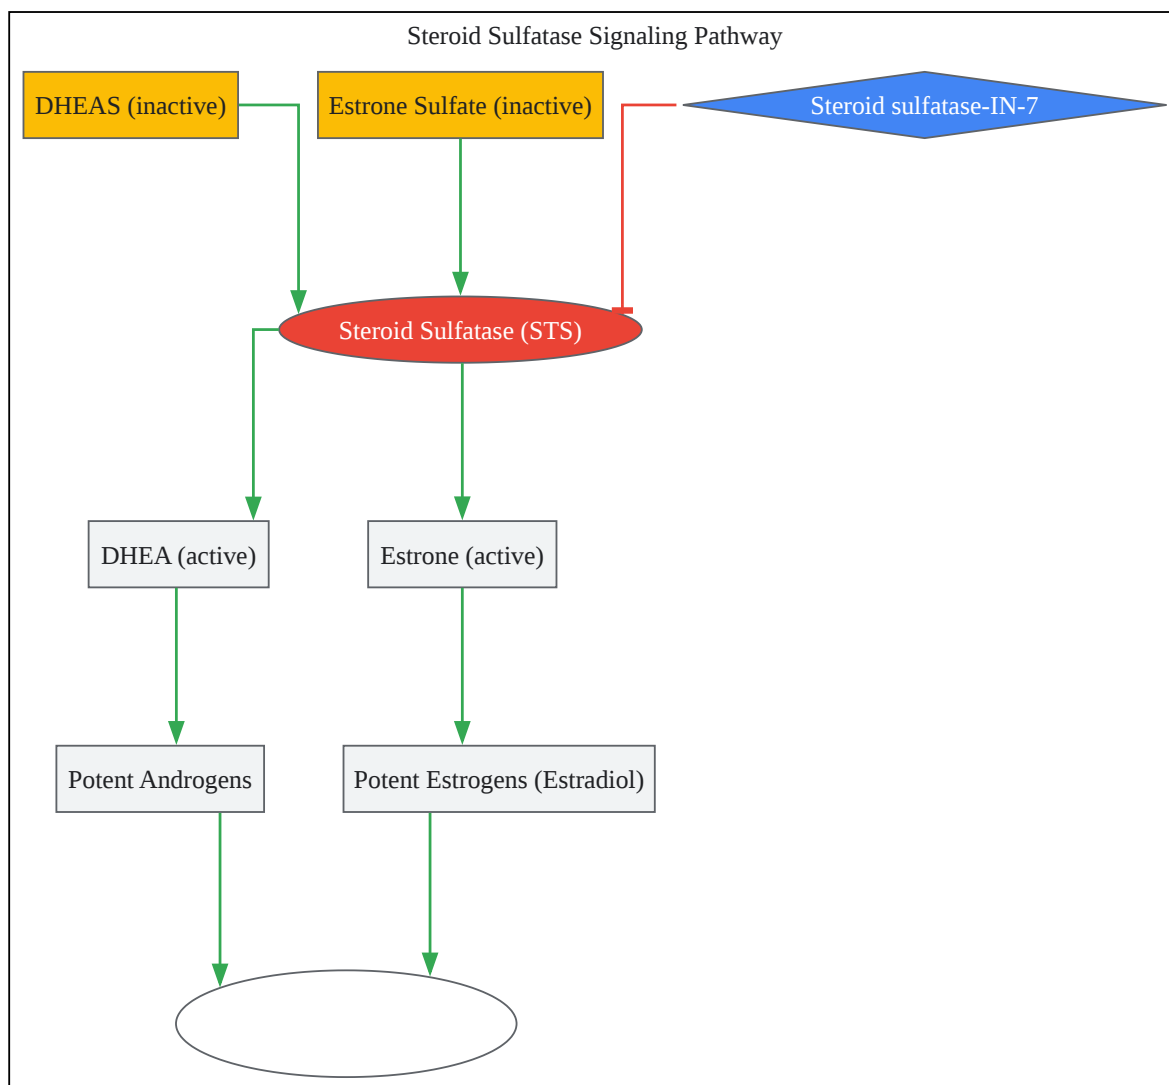 Steroid Sulfatase Signaling Pathway
DHEAS (inactive)
Estrone Sulfate (inactive)
Steroid sulfatase-IN-7
Steroid Sulfatase (STS)
DHEA (active)
Estrone (active)
Potent Androgens
Potent Estrogens (Estradiol)